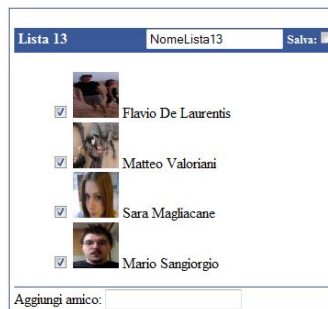 Lista 13 NomeLista13 Salva:
Flavio De Laurentis
Matteo Valoriani
Sara Magliacane
Mario Sangiorgio
Aggiungi amico: